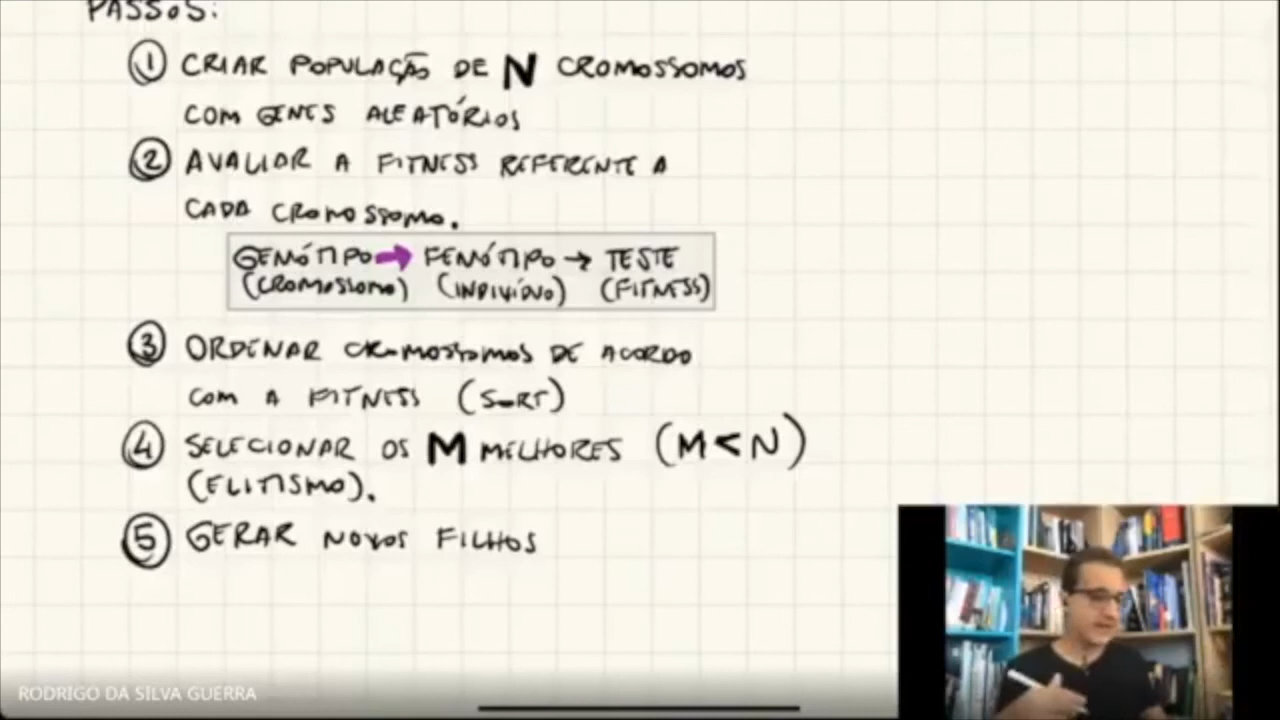 PASSOS:
1 CRIAR POPULAÇÃO DE N CROMOSSOMOS
COM GENES ALEATÓRIOS
2 AVALIAR A FITNESS REFERENTE A
CADA CROMOSSOMO.
GENÓTIPO → FENÓTIPO → TESTE
(CROMOSSOMO) (INDIVÍDUO) (FITNESS)
3 ORDENAR CROMOSSOMOS DE ACORDO
COM A FITNESS (SORT)
4 SELECIONAR OS M MELHORES (M < N)
(ELITISMO).
5 GERAR NOVOS FILHOS
RODRIGO DA SILVA GUERRA